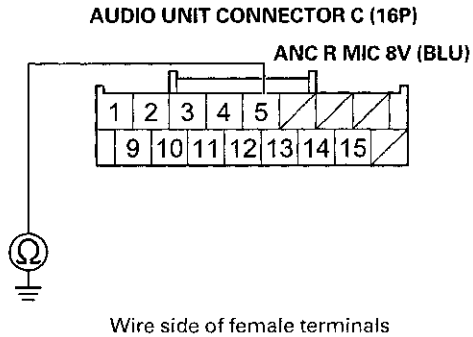 AUDIO UNIT CONNECTOR C (16P)
ANC R MIC 8V (BLU)
1 2 3 4 5
9 10 11 12 13 14 15
Ω
Wire side of female terminals